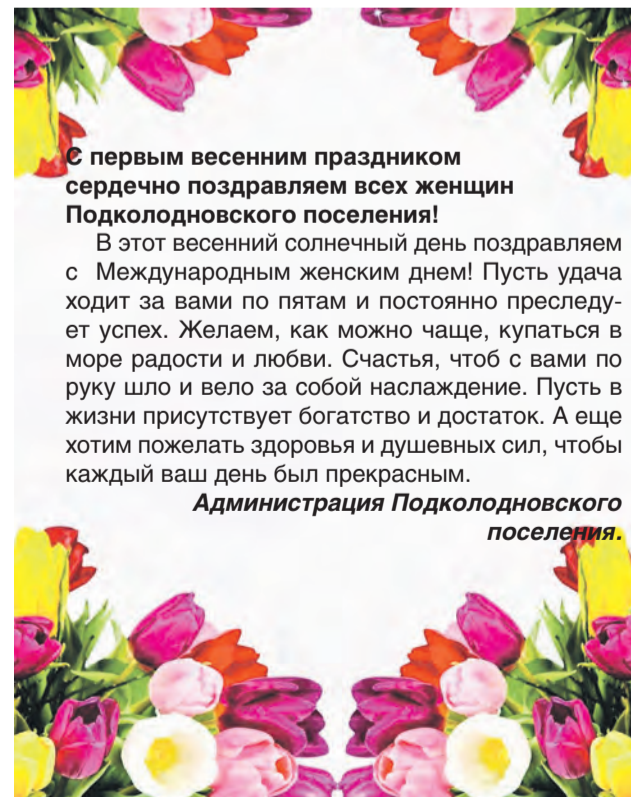 С первым весенним праздником
сердечно поздравляем всех женщин
Подколодновского поселения!
В этот весенний солнечный день поздравляем
с Международным женским днем! Пусть удача
ходит за вами по пятам и постоянно преследу-
ет успех. Желаем, как можно чаще, купаться в
море радости и любви. Счастья, чтоб с вами по
руку шло и вело за собой наслаждение. Пусть в
жизни присутствует богатство и достаток. А еще
хотим пожелать здоровья и душевных сил, чтобы
каждый ваш день был прекрасным.
Администрация Подколодновского
поселения.